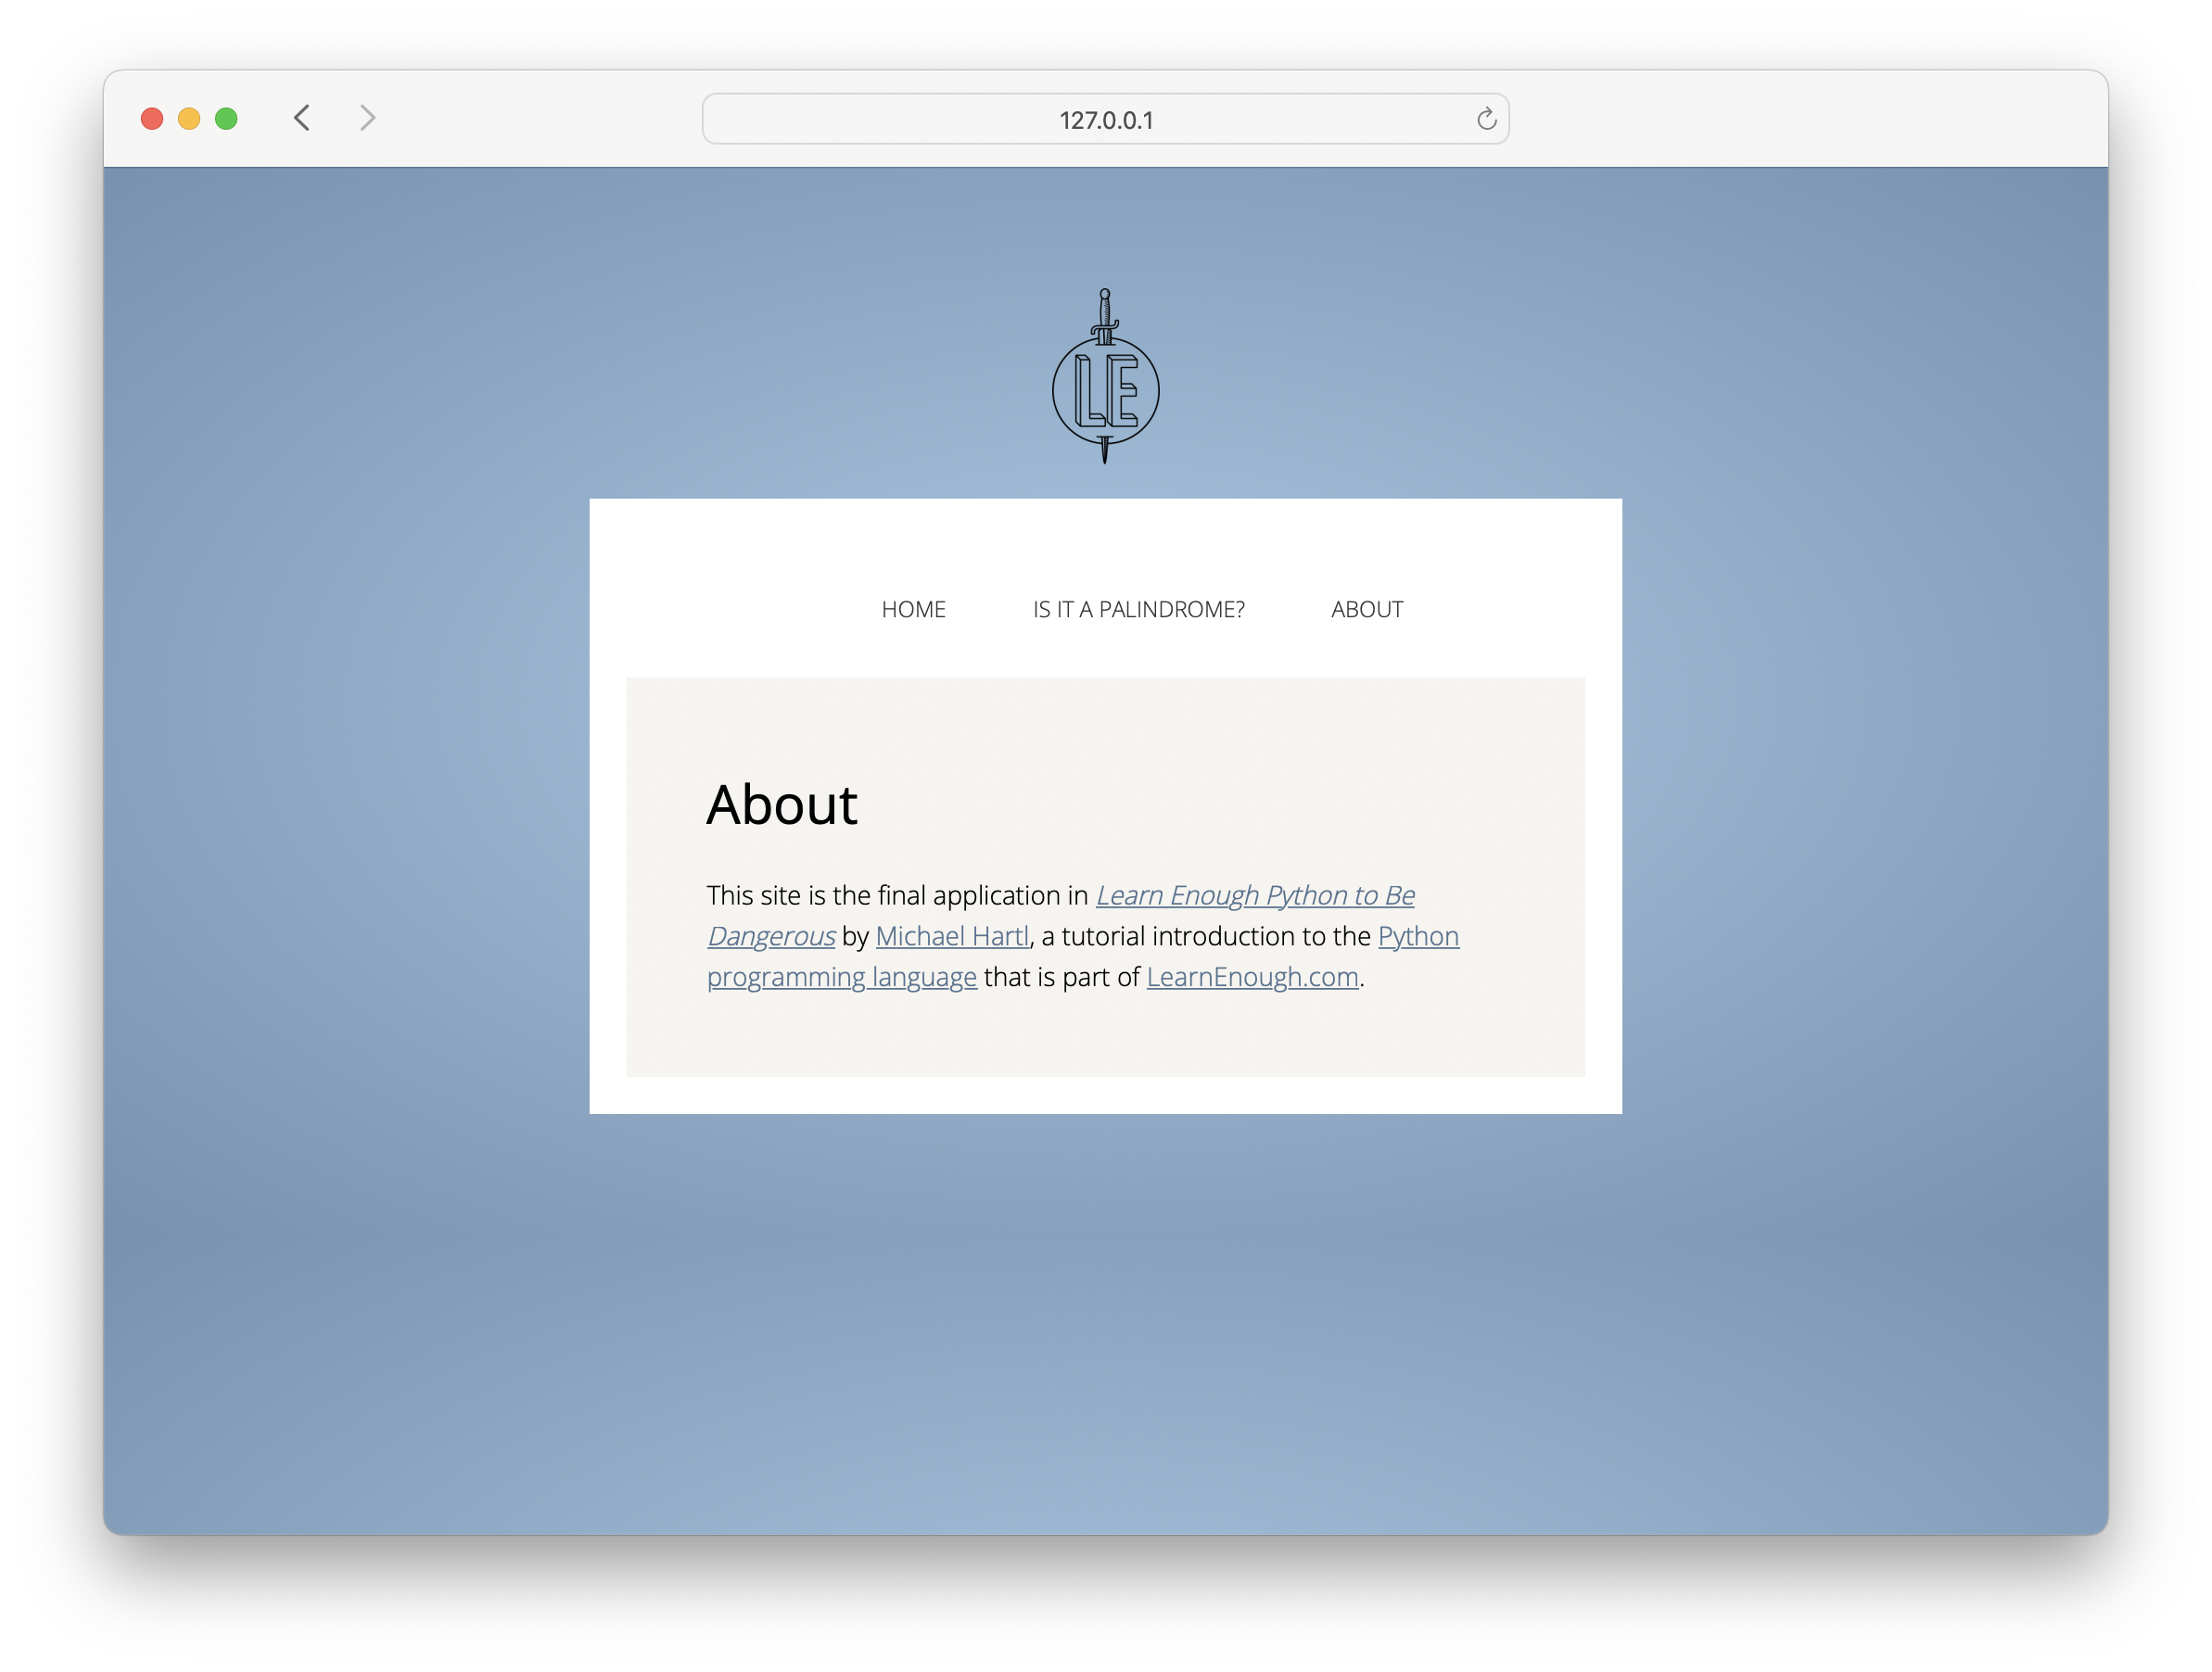 127.0.0.1
LE
HOME IS IT A PALINDROME? ABOUT
About
This site is the final application in Learn Enough Python to Be
Dangerous by Michael Hartl, a tutorial introduction to the Python
programming language that is part of LearnEnough.com.